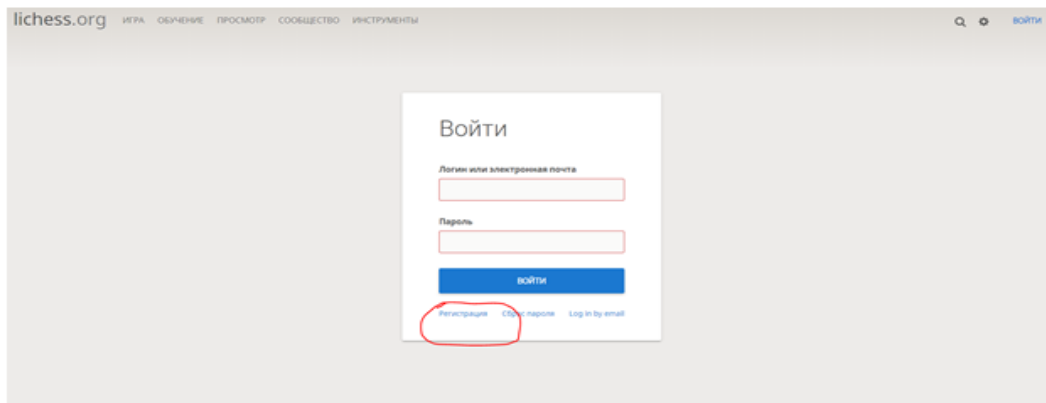 lichess.org ИГРА ОБУЧЕНИЕ ПРОСМОТР СООБЩЕСТВО ИНСТРУМЕНТЫ ВОЙТИ
Войти
Логин или электронная почта
Пароль
ВОЙТИ
Регистрация Сброс пароля Log in by email